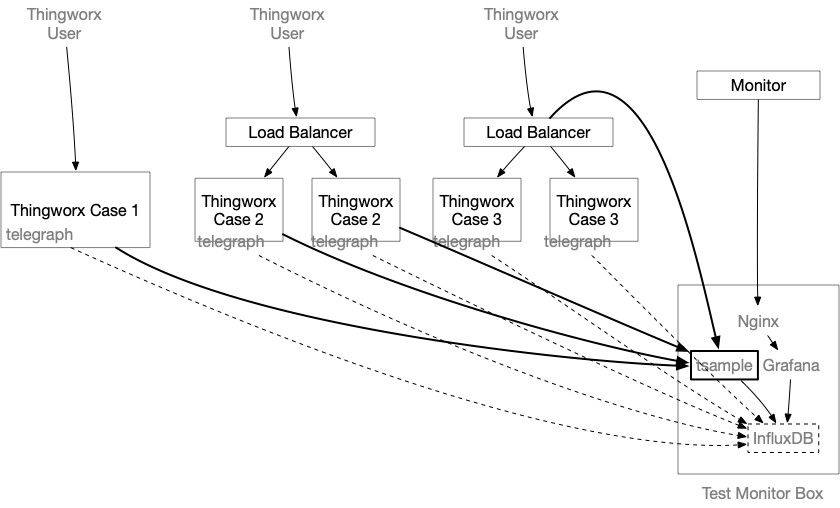 Thingworx
User
Thingworx
User
Thingworx
User
Monitor
Load Balancer
Load Balancer
Thingworx Case 1
telegraph
Thingworx
Case 2
telegraph
Thingworx
Case 2
telegraph
Thingworx
Case 3
telegraph
Thingworx
Case 3
telegraph
Nginx
tsample
Grafana
InfluxDB
Test Monitor Box